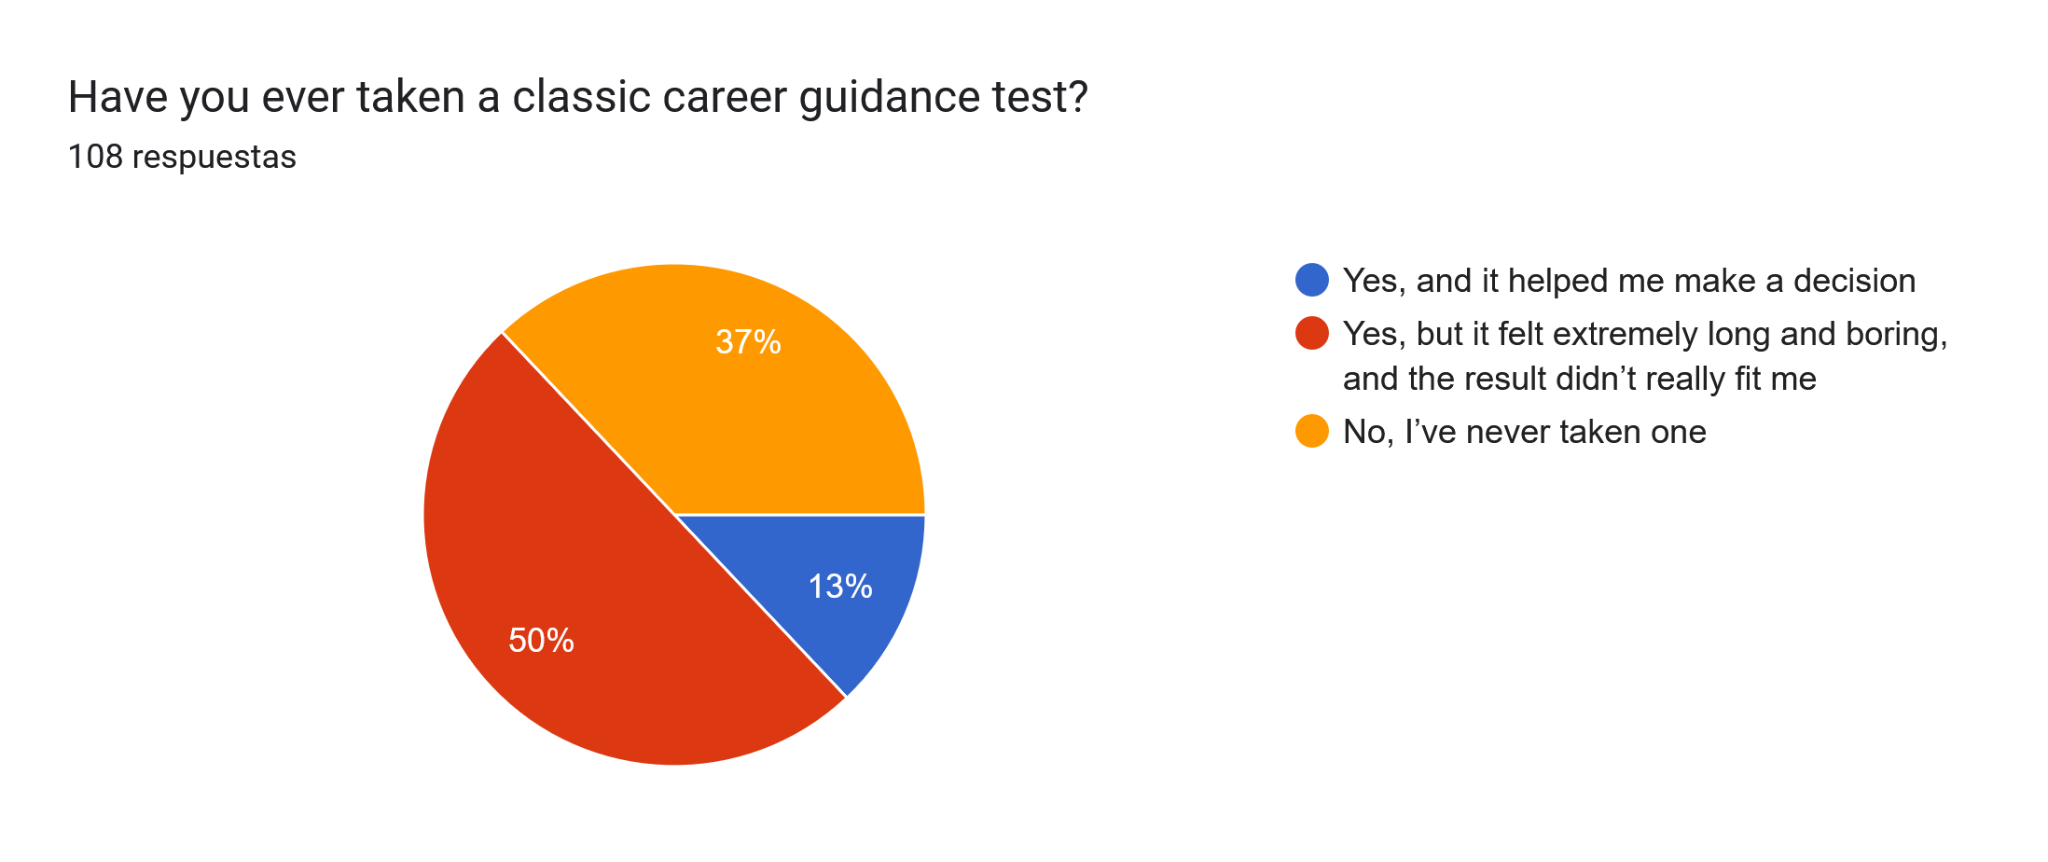 Have you ever taken a classic career guidance test?
108 respuestas
37%
13%
50%
Yes, and it helped me make a decision
Yes, but it felt extremely long and boring,
and the result didn’t really fit me
No, I’ve never taken one